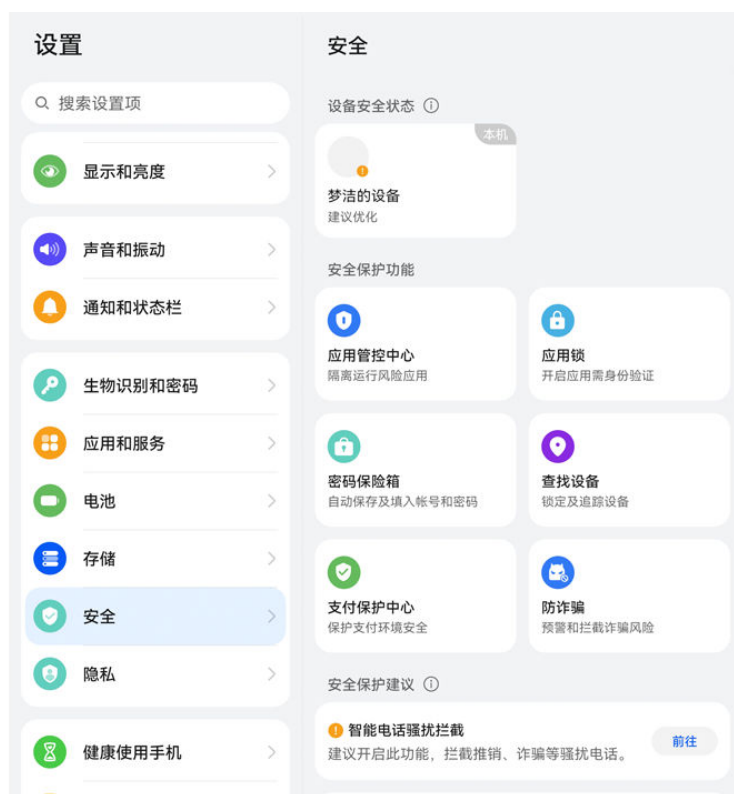 设置
搜索设置项
显示和亮度
声音和振动
通知和状态栏
生物识别和密码
应用和服务
电池
存储
安全
隐私
健康使用手机
安全
设备安全状态
本机
梦洁的设备
建议优化
安全保护功能
应用管控中心
隔离运行风险应用
应用锁
开启应用需身份验证
密码保险箱
自动保存及填入帐号和密码
查找设备
锁定及追踪设备
支付保护中心
保护支付环境安全
防诈骗
预警和拦截诈骗风险
安全保护建议
智能电话骚扰拦截
建议开启此功能，拦截推销、诈骗等骚扰电话。
前往